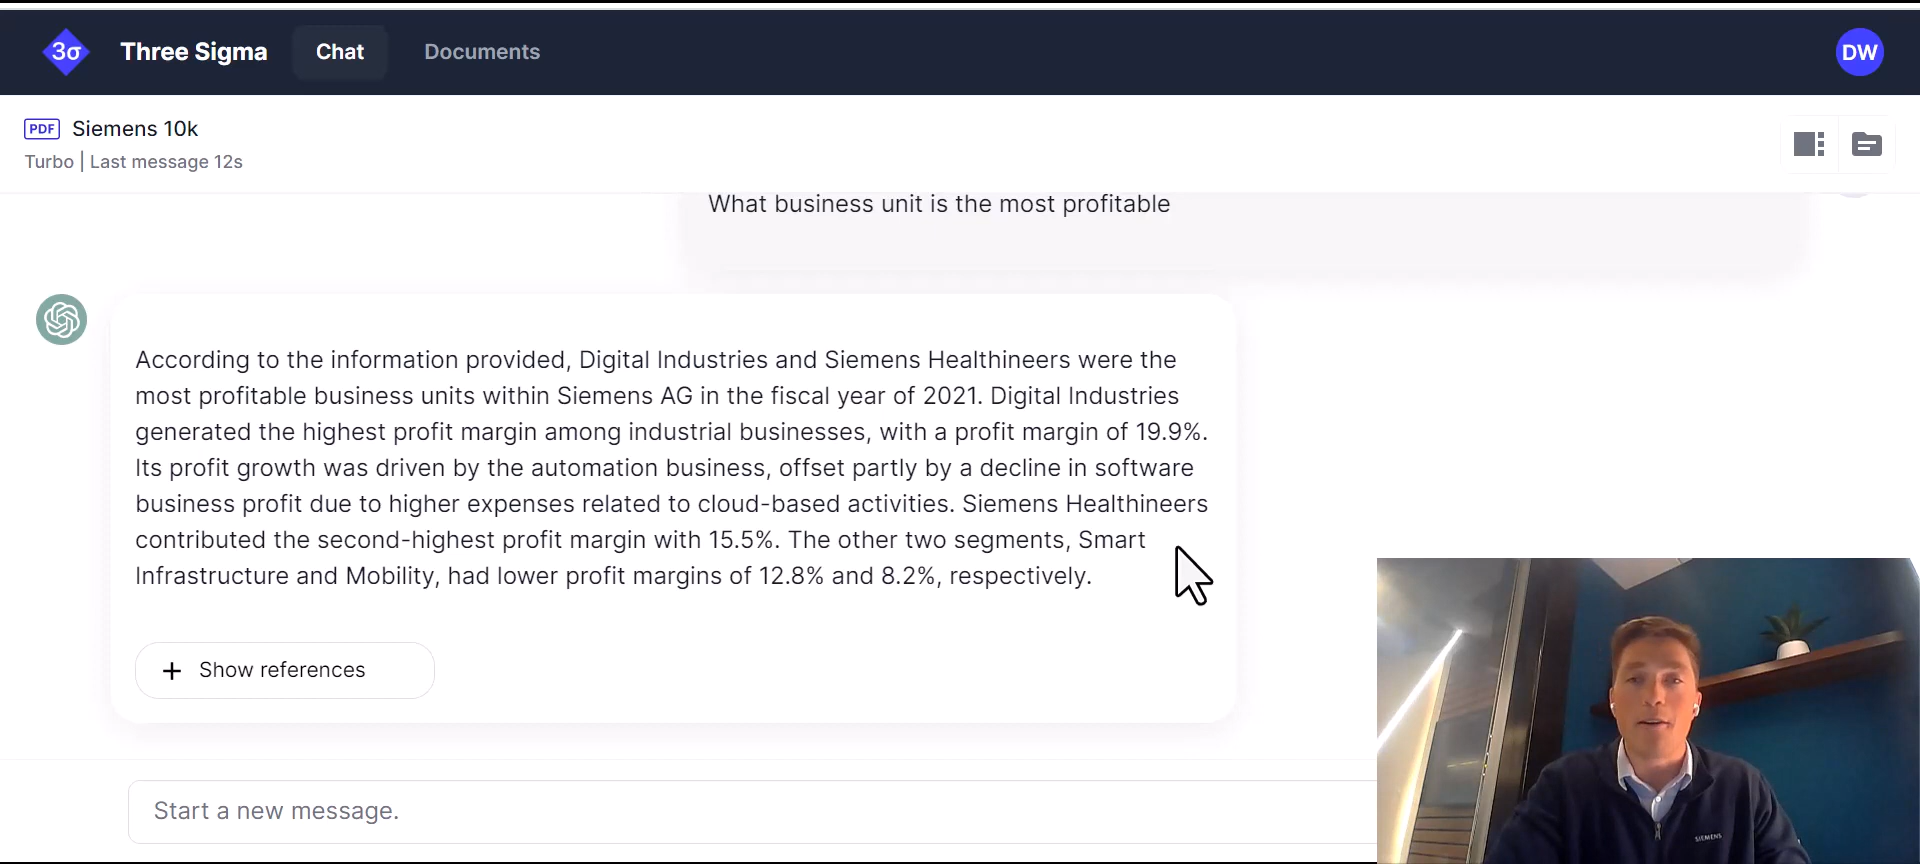 3σ Three Sigma Chat Documents DW
PDF Siemens 10k
Turbo | Last message 12s
What business unit is the most profitable
According to the information provided, Digital Industries and Siemens Healthineers were the
most profitable business units within Siemens AG in the fiscal year of 2021. Digital Industries
generated the highest profit margin among industrial businesses, with a profit margin of 19.9%.
Its profit growth was driven by the automation business, offset partly by a decline in software
business profit due to higher expenses related to cloud-based activities. Siemens Healthineers
contributed the second-highest profit margin with 15.5%. The other two segments, Smart
Infrastructure and Mobility, had lower profit margins of 12.8% and 8.2%, respectively.
+ Show references
Start a new message.
SIEMENS